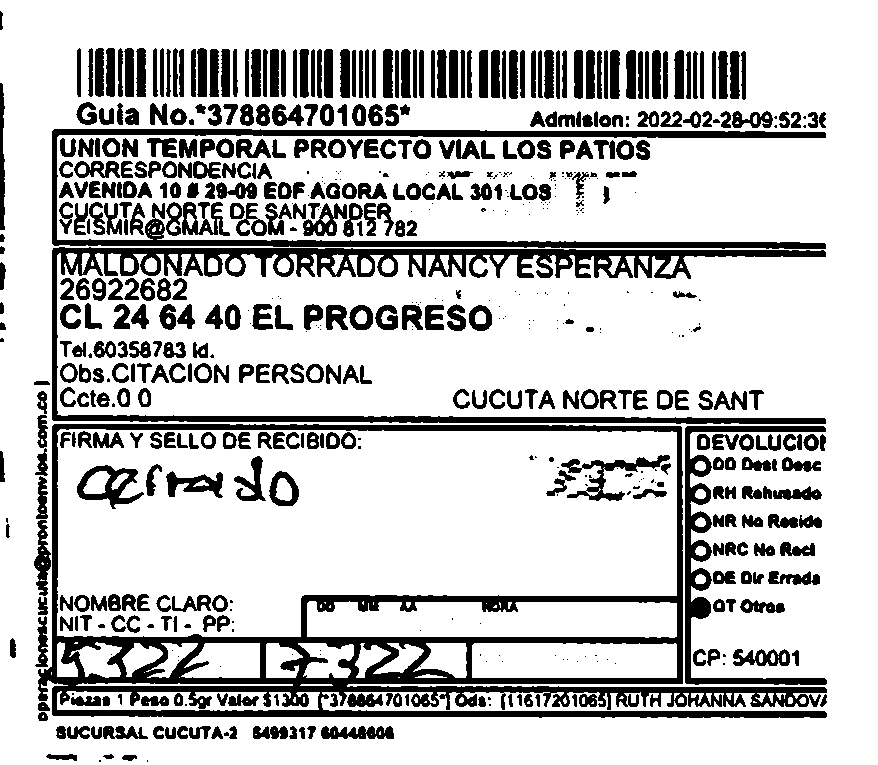 Guia No.*378864701065*
Admision: 2022-02-28-09:52:36
UNION TEMPORAL PROYECTO VIAL LOS PATIOS
CORRESPONDENCIA
AVENIDA 10 # 29-09 EDF AGORA LOCAL 301 LOS
CUCUTA NORTE DE SANTANDER
YEISMIR@GMAIL COM - 900 812 782
MALDONADO TORRADO NANCY ESPERANZA
26922682
CL 24 64 40 EL PROGRESO
Tel.60358783 Id.
Obs.CITACION PERSONAL
Ccte.0 0
CUCUTA NORTE DE SANT
operacionescucuta@prontoenvios.com.co
FIRMA Y SELLO DE RECIBIDO:
cerrado
NOMBRE CLARO:
NIT - CC - TI - PP:
DD MM AA HORA
5322 7322
DEVOLUCION
DD Dest Desc
RH Rehusado
NR No Reside
NRC No Recl
DE Dir Errada
OT Otros
CP: 540001
Piezas 1 Peso 0.5gr Valor $1300 [*378864701065*] Ods: [11617201065] RUTH JOHANNA SANDOVA
SUCURSAL CUCUTA-2 5499317 60448606